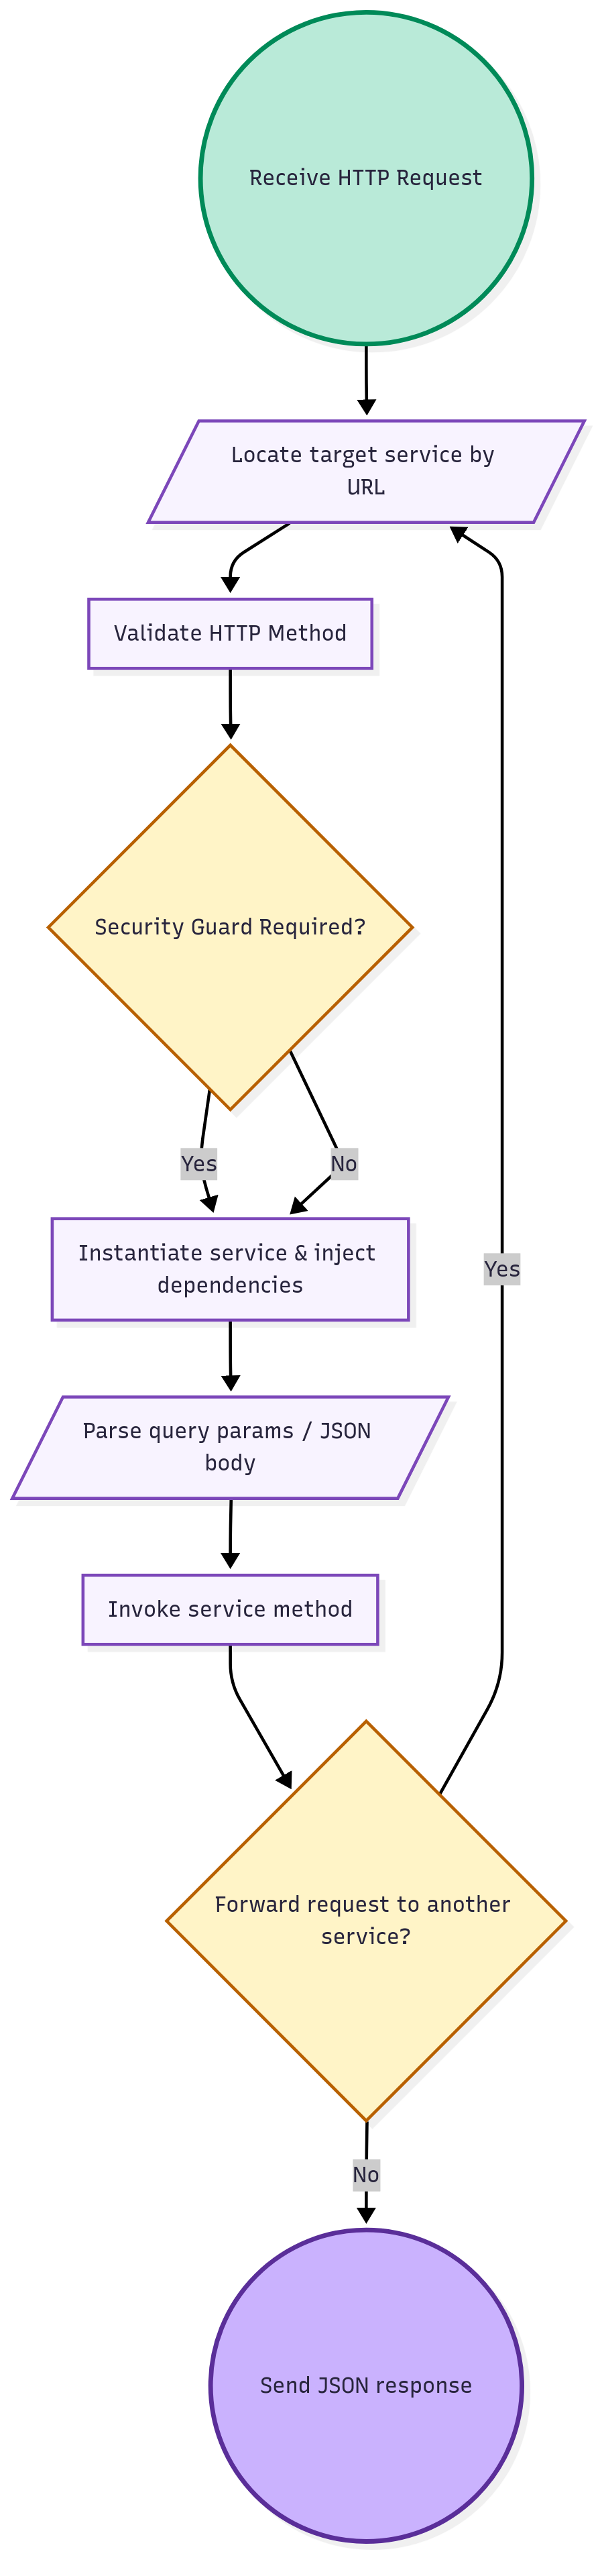 Receive HTTP Request
Locate target service by
URL
Validate HTTP Method
Security Guard Required?
Yes
No
Instantiate service & inject
dependencies
Yes
Parse query params / JSON
body
Invoke service method
Forward request to another
service?
No
Send JSON response